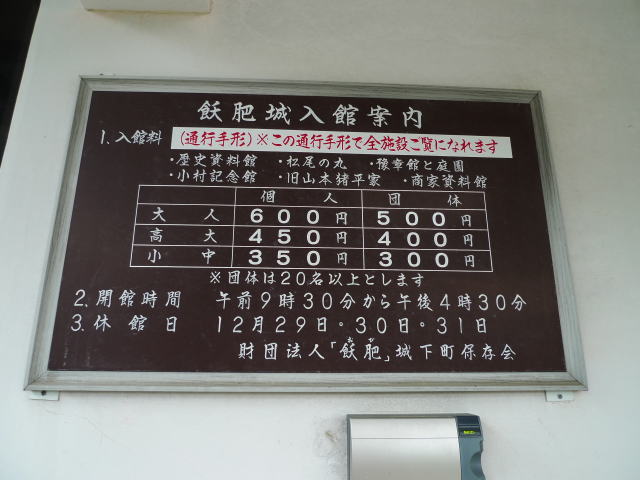 飫肥城入館案内
1.入館料 (通行手形)※この通行手形で全施設ご覧になれます
・歴史資料館 ・松尾の丸 ・豫章館と庭園
・小村記念館 ・旧山本猪平家 ・商家資料館
個人 団体
大人 600円 500円
高大 450円 400円
小中 350円 300円
※団体は20名以上とします
2.開館時間 午前9時30分から午後4時30分
3.休館日 12月29日・30日・31日
財団法人「飫肥」城下町保存会